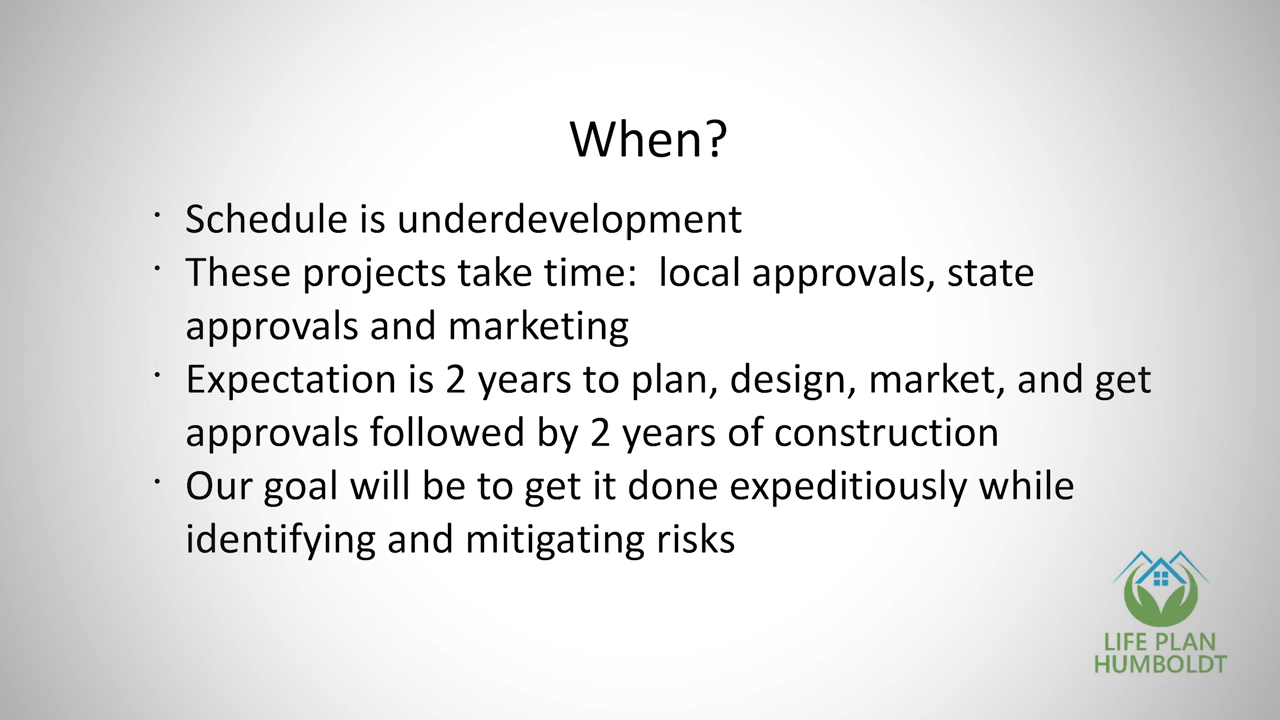 When?
· Schedule is underdevelopment
· These projects take time:  local approvals, state
approvals and marketing
· Expectation is 2 years to plan, design, market, and get
approvals followed by 2 years of construction
· Our goal will be to get it done expeditiously while
identifying and mitigating risks
LIFE PLAN
HUMBOLDT